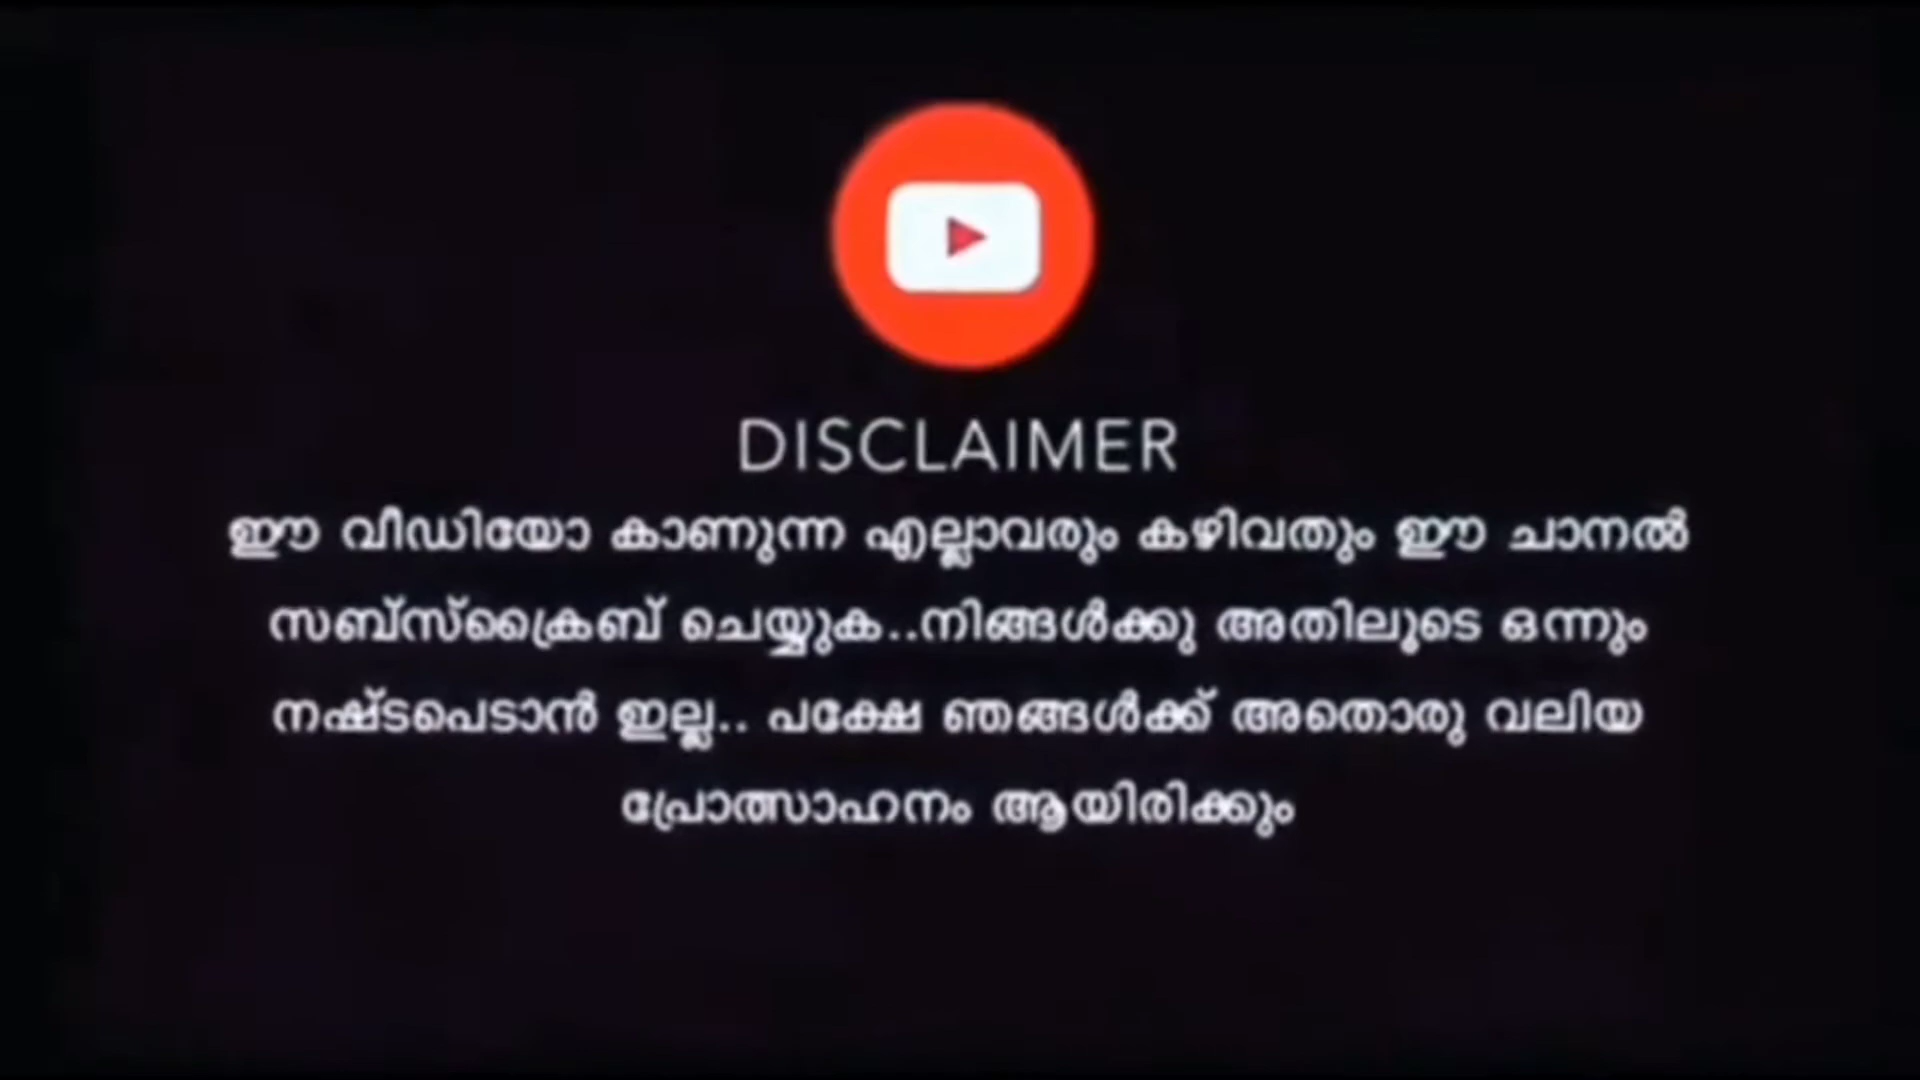 DISCLAIMER
ഈ വീഡിയോ കാണുന്ന എല്ലാവരും കഴിവതും ഈ ചാനൽ
സബ്സ്ക്രൈബ് ചെയ്യുക..നിങ്ങൾക്കു അതിലൂടെ ഒന്നും
നഷ്ടപെടാൻ ഇല്ല.. പക്ഷേ ഞങ്ങൾക്ക് അതൊരു വലിയ
പ്രോത്സാഹനം ആയിരിക്കും